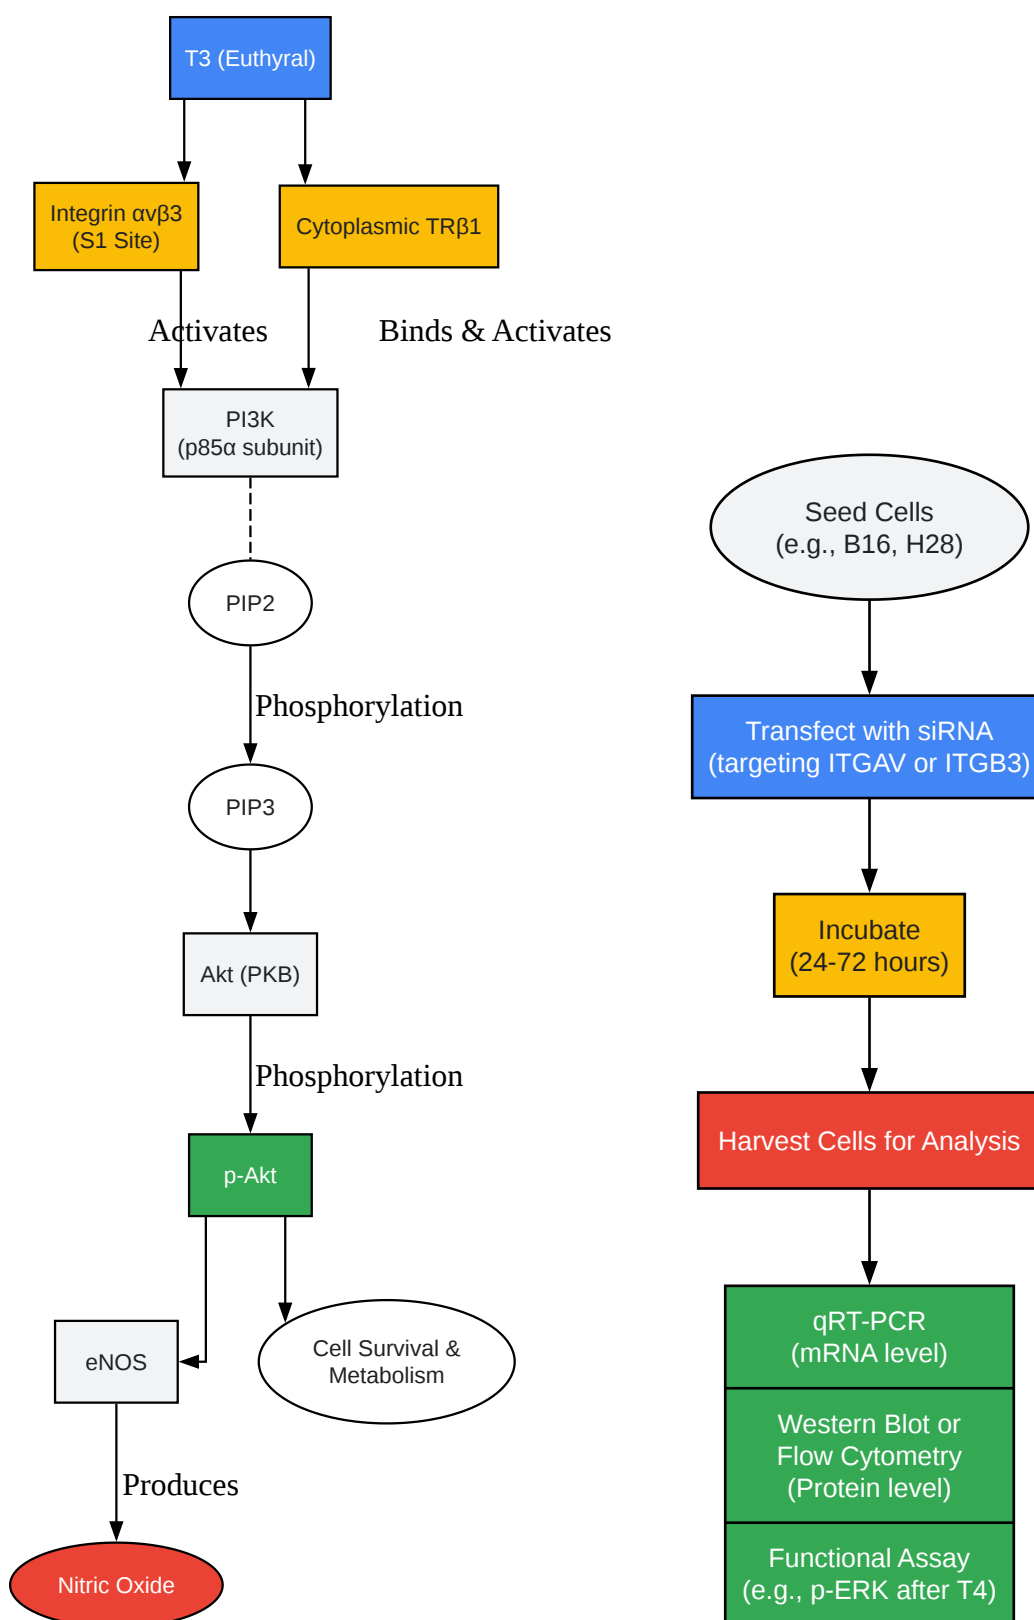 T3 (Euthyral)
Integrin αvβ3
(S1 Site)
Cytoplasmic TRβ1
Activates
Binds & Activates
PI3K
(p85α subunit)
PIP2
Phosphorylation
PIP3
Akt (PKB)
Phosphorylation
p-Akt
eNOS
Cell Survival &
Metabolism
Produces
Nitric Oxide
Seed Cells
(e.g., B16, H28)
Transfect with siRNA
(targeting ITGAV or ITGB3)
Incubate
(24-72 hours)
Harvest Cells for Analysis
qRT-PCR
(mRNA level)
Western Blot or
Flow Cytometry
(Protein level)
Functional Assay
(e.g., p-ERK after T4)